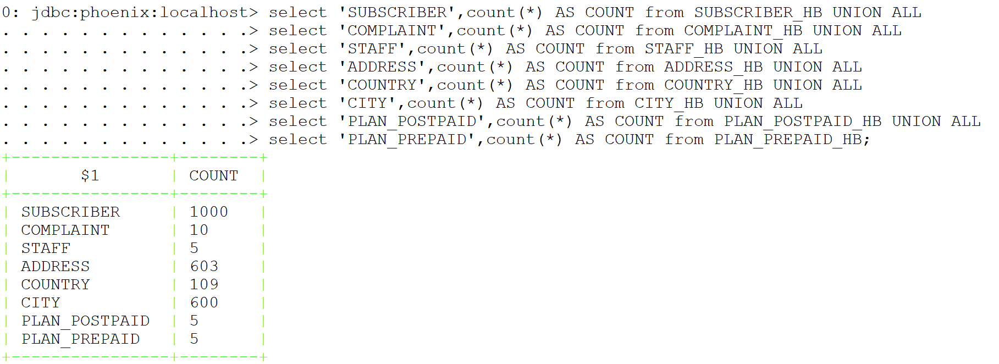 0: jdbc:phoenix:localhost> select 'SUBSCRIBER',count(*) AS COUNT from SUBSCRIBER_HB UNION ALL
. . . . . . . . . . . . .> select 'COMPLAINT',count(*) AS COUNT from COMPLAINT_HB UNION ALL
. . . . . . . . . . . . .> select 'STAFF',count(*) AS COUNT from STAFF_HB UNION ALL
. . . . . . . . . . . . .> select 'ADDRESS',count(*) AS COUNT from ADDRESS_HB UNION ALL
. . . . . . . . . . . . .> select 'COUNTRY',count(*) AS COUNT from COUNTRY_HB UNION ALL
. . . . . . . . . . . . .> select 'CITY',count(*) AS COUNT from CITY_HB UNION ALL
. . . . . . . . . . . . .> select 'PLAN_POSTPAID',count(*) AS COUNT from PLAN_POSTPAID_HB UNION ALL
. . . . . . . . . . . . .> select 'PLAN_PREPAID',count(*) AS COUNT from PLAN_PREPAID_HB;
+----------------+--------+
| $1 | COUNT |
+----------------+--------+
| SUBSCRIBER | 1000 |
| COMPLAINT | 10 |
| STAFF | 5 |
| ADDRESS | 603 |
| COUNTRY | 109 |
| CITY | 600 |
| PLAN_POSTPAID | 5 |
| PLAN_PREPAID | 5 |
+----------------+--------+